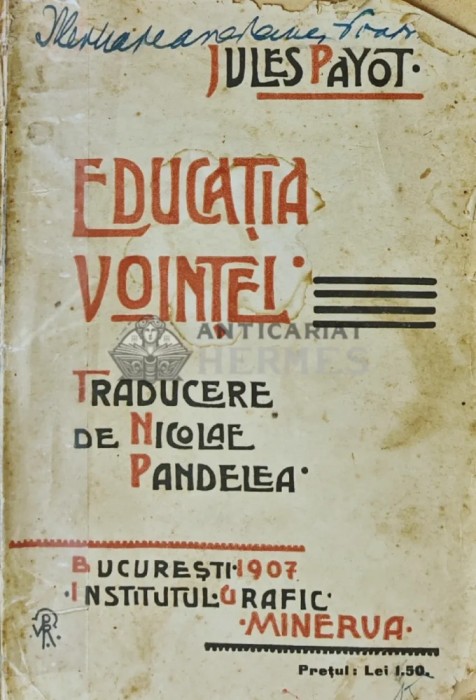 JULES PAYOT·
EDUCAȚIA
VOINȚEI·
ANTICARIAT
HERMES
TRADUCERE
DE NICOLAE
PANDELEA·
BUCUREȘTI·1907
·INSTITUTUL·GRAFIC·
·MINERVA·
Prețul: Lei 1.50.